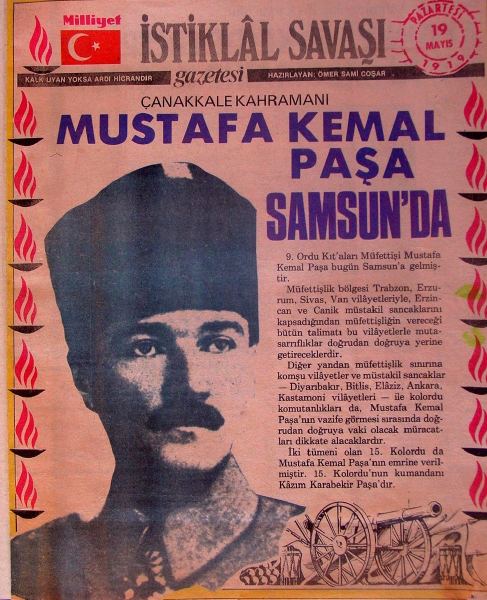 Milliyet
İSTİKLÂL SAVAŞI
gazetesi
KALK UYAN YOKSA ARDI HİCRANDIR
HAZIRLAYAN: ÖMER SAMİ COŞAR
PAZARTESİ
19
MAYIS
1919
ÇANAKKALE KAHRAMANI
MUSTAFA KEMAL
PAŞA
SAMSUN'DA
9. Ordu Kıt'aları Müfettişi Mustafa
Kemal Paşa bugün Samsun'a gelmiş-
tir.
Müfettişlik bölgesi Trabzon, Erzu-
rum, Sivas, Van vilâyetleriyle, Erzin-
can ve Canik müstakil sancaklarını
kapsadığından müfettişliğin vereceği
bütün talimatı bu vilâyetlerle muta-
sarrıflıklar doğrudan doğruya yerine
getireceklerdir.
Diğer yandan müfettişlik sınırına
komşu vilâyetler ve müstakil sancaklar
— Diyarıbakır, Bitlis, Elâziz, Ankara,
Kastamoni vilâyetleri — ile kolordu
komutanlıkları da, Mustafa Kemal
Paşa'nın vazife görmesi sırasında doğ-
rudan doğruya vaki olacak müracat-
ları dikkate alacaklardır.
İki tümeni olan 15. Kolordu da
Mustafa Kemal Paşa'nın emrine veril-
miştir. 15. Kolordu'nun kumandanı
Kâzım Karabekir Paşa'dır.